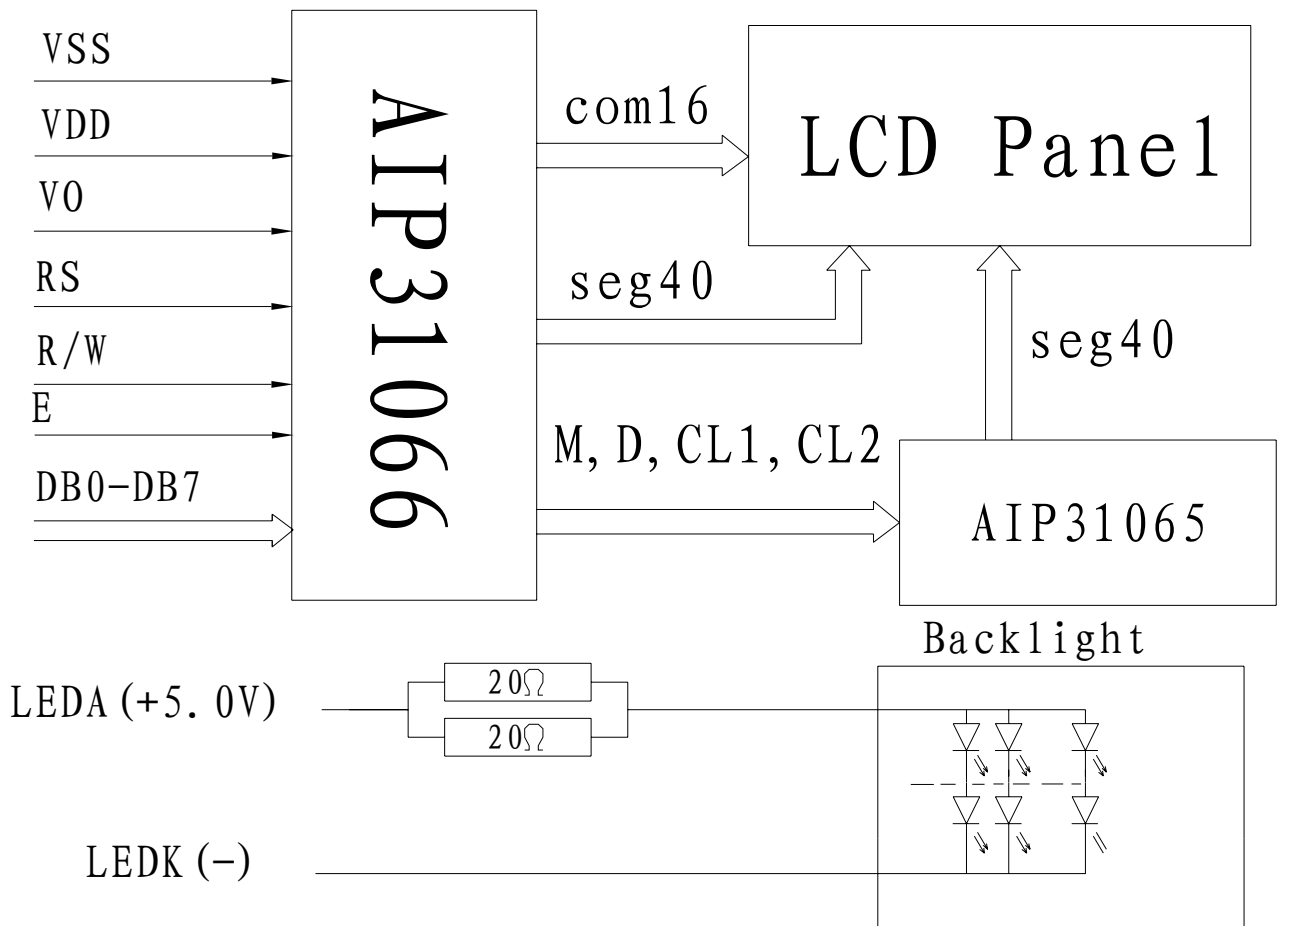 VSS
VDD
VO
RS
R/W
E
DB0-DB7
AIP31066
com16
LCD Panel
seg40
seg40
M, D, CL1, CL2
AIP31065
Backlight
LEDA(+5.0V)
20Ω
20Ω
LEDK(-)